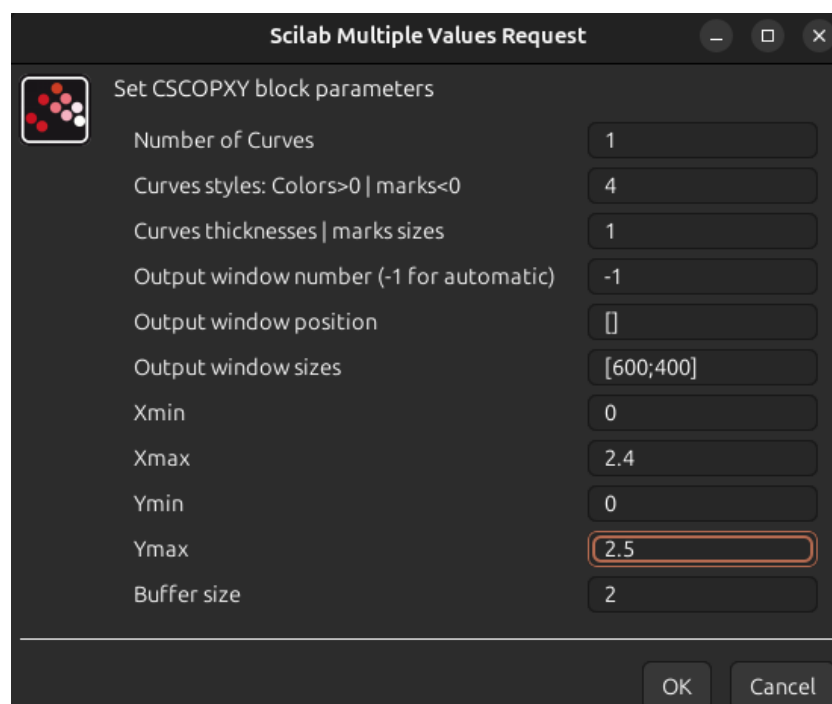 Scilab Multiple Values Request
Set CSCOPXY block parameters
Number of Curves 1
Curves styles: Colors>0 | marks<0 4
Curves thicknesses | marks sizes 1
Output window number (-1 for automatic) -1
Output window position []
Output window sizes [600;400]
Xmin 0
Xmax 2.4
Ymin 0
Ymax 2.5
Buffer size 2
OK Cancel